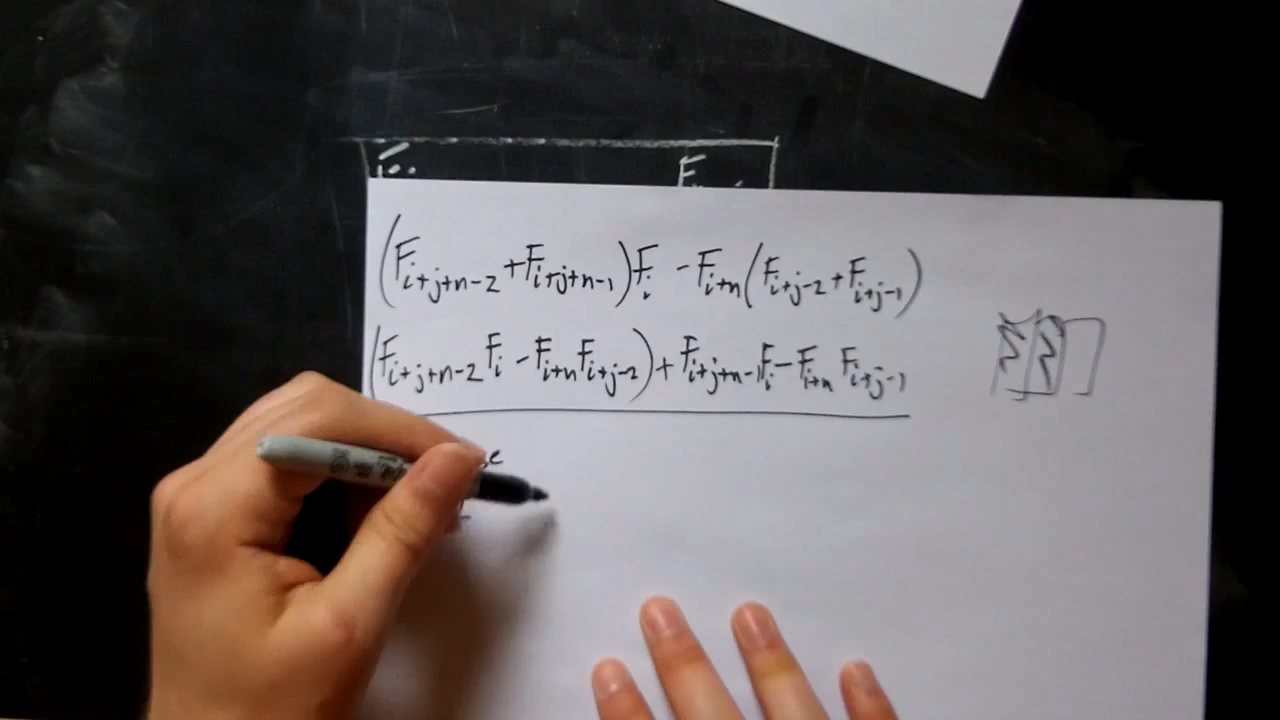 (F_{i+j+n-2} + F_{i+j+n-1})F_i - F_{i+n}(F_{i+j-2} + F_{i+j-1})
(F_{i+j+n-2} F_i - F_{i+n} F_{i+j-2}) + F_{i+j+n-1} F_i - F_{i+n} F_{i+j-1}